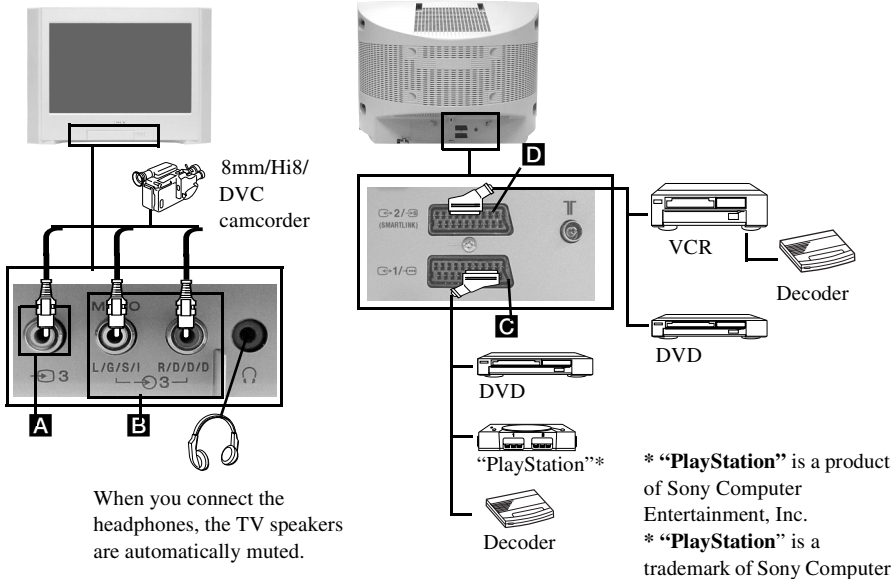 8mm/Hi8/
DVC
camcorder
MONO
L/G/S/I R/D/D/D
3
3
A
B
When you connect the
headphones, the TV speakers
are automatically muted.
D
2/
(SMARTLINK)
1/
C
VCR
Decoder
DVD
DVD
“PlayStation”*
Decoder
* “PlayStation” is a product
of Sony Computer
Entertainment, Inc.
* “PlayStation” is a
trademark of Sony Computer